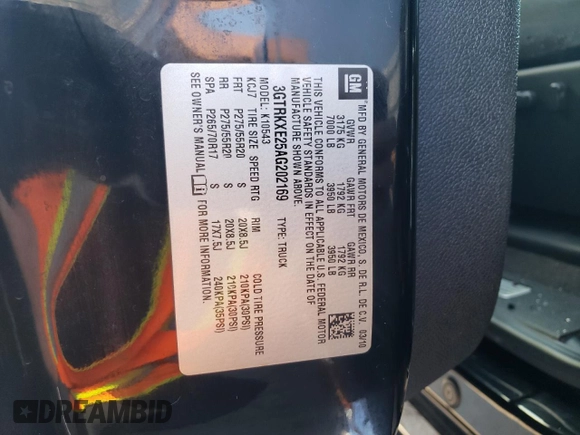 GM
MFD BY GENERAL MOTORS DE MEXICO, S. DE R.L. DE C.V. 03/10
GVWR GAWR FRT GAWR RR
3175 KG 1792 KG 1792 KG
7000 LB 3950 LB 3950 LB
THIS VEHICLE CONFORMS TO ALL APPLICABLE U.S. FEDERAL MOTOR
VEHICLE SAFETY STANDARDS IN EFFECT ON THE DATE OF
MANUFACTURE SHOWN ABOVE.
3GTRKXE25AG202169 TYPE: TRUCK
MODEL: K10543
KCJ7 TIRE SIZE SPEED RTG RIM COLD TIRE PRESSURE
FRT P275/55R20 S 20X8.5J 210KPA(30PSI)
RR P275/55R20 S 20X8.5J 210KPA(30PSI)
SPA P265/70R17 S 17X7.5J 240KPA(35PSI)
SEE OWNER'S MANUAL FOR MORE INFORMATION.
DREAMBID